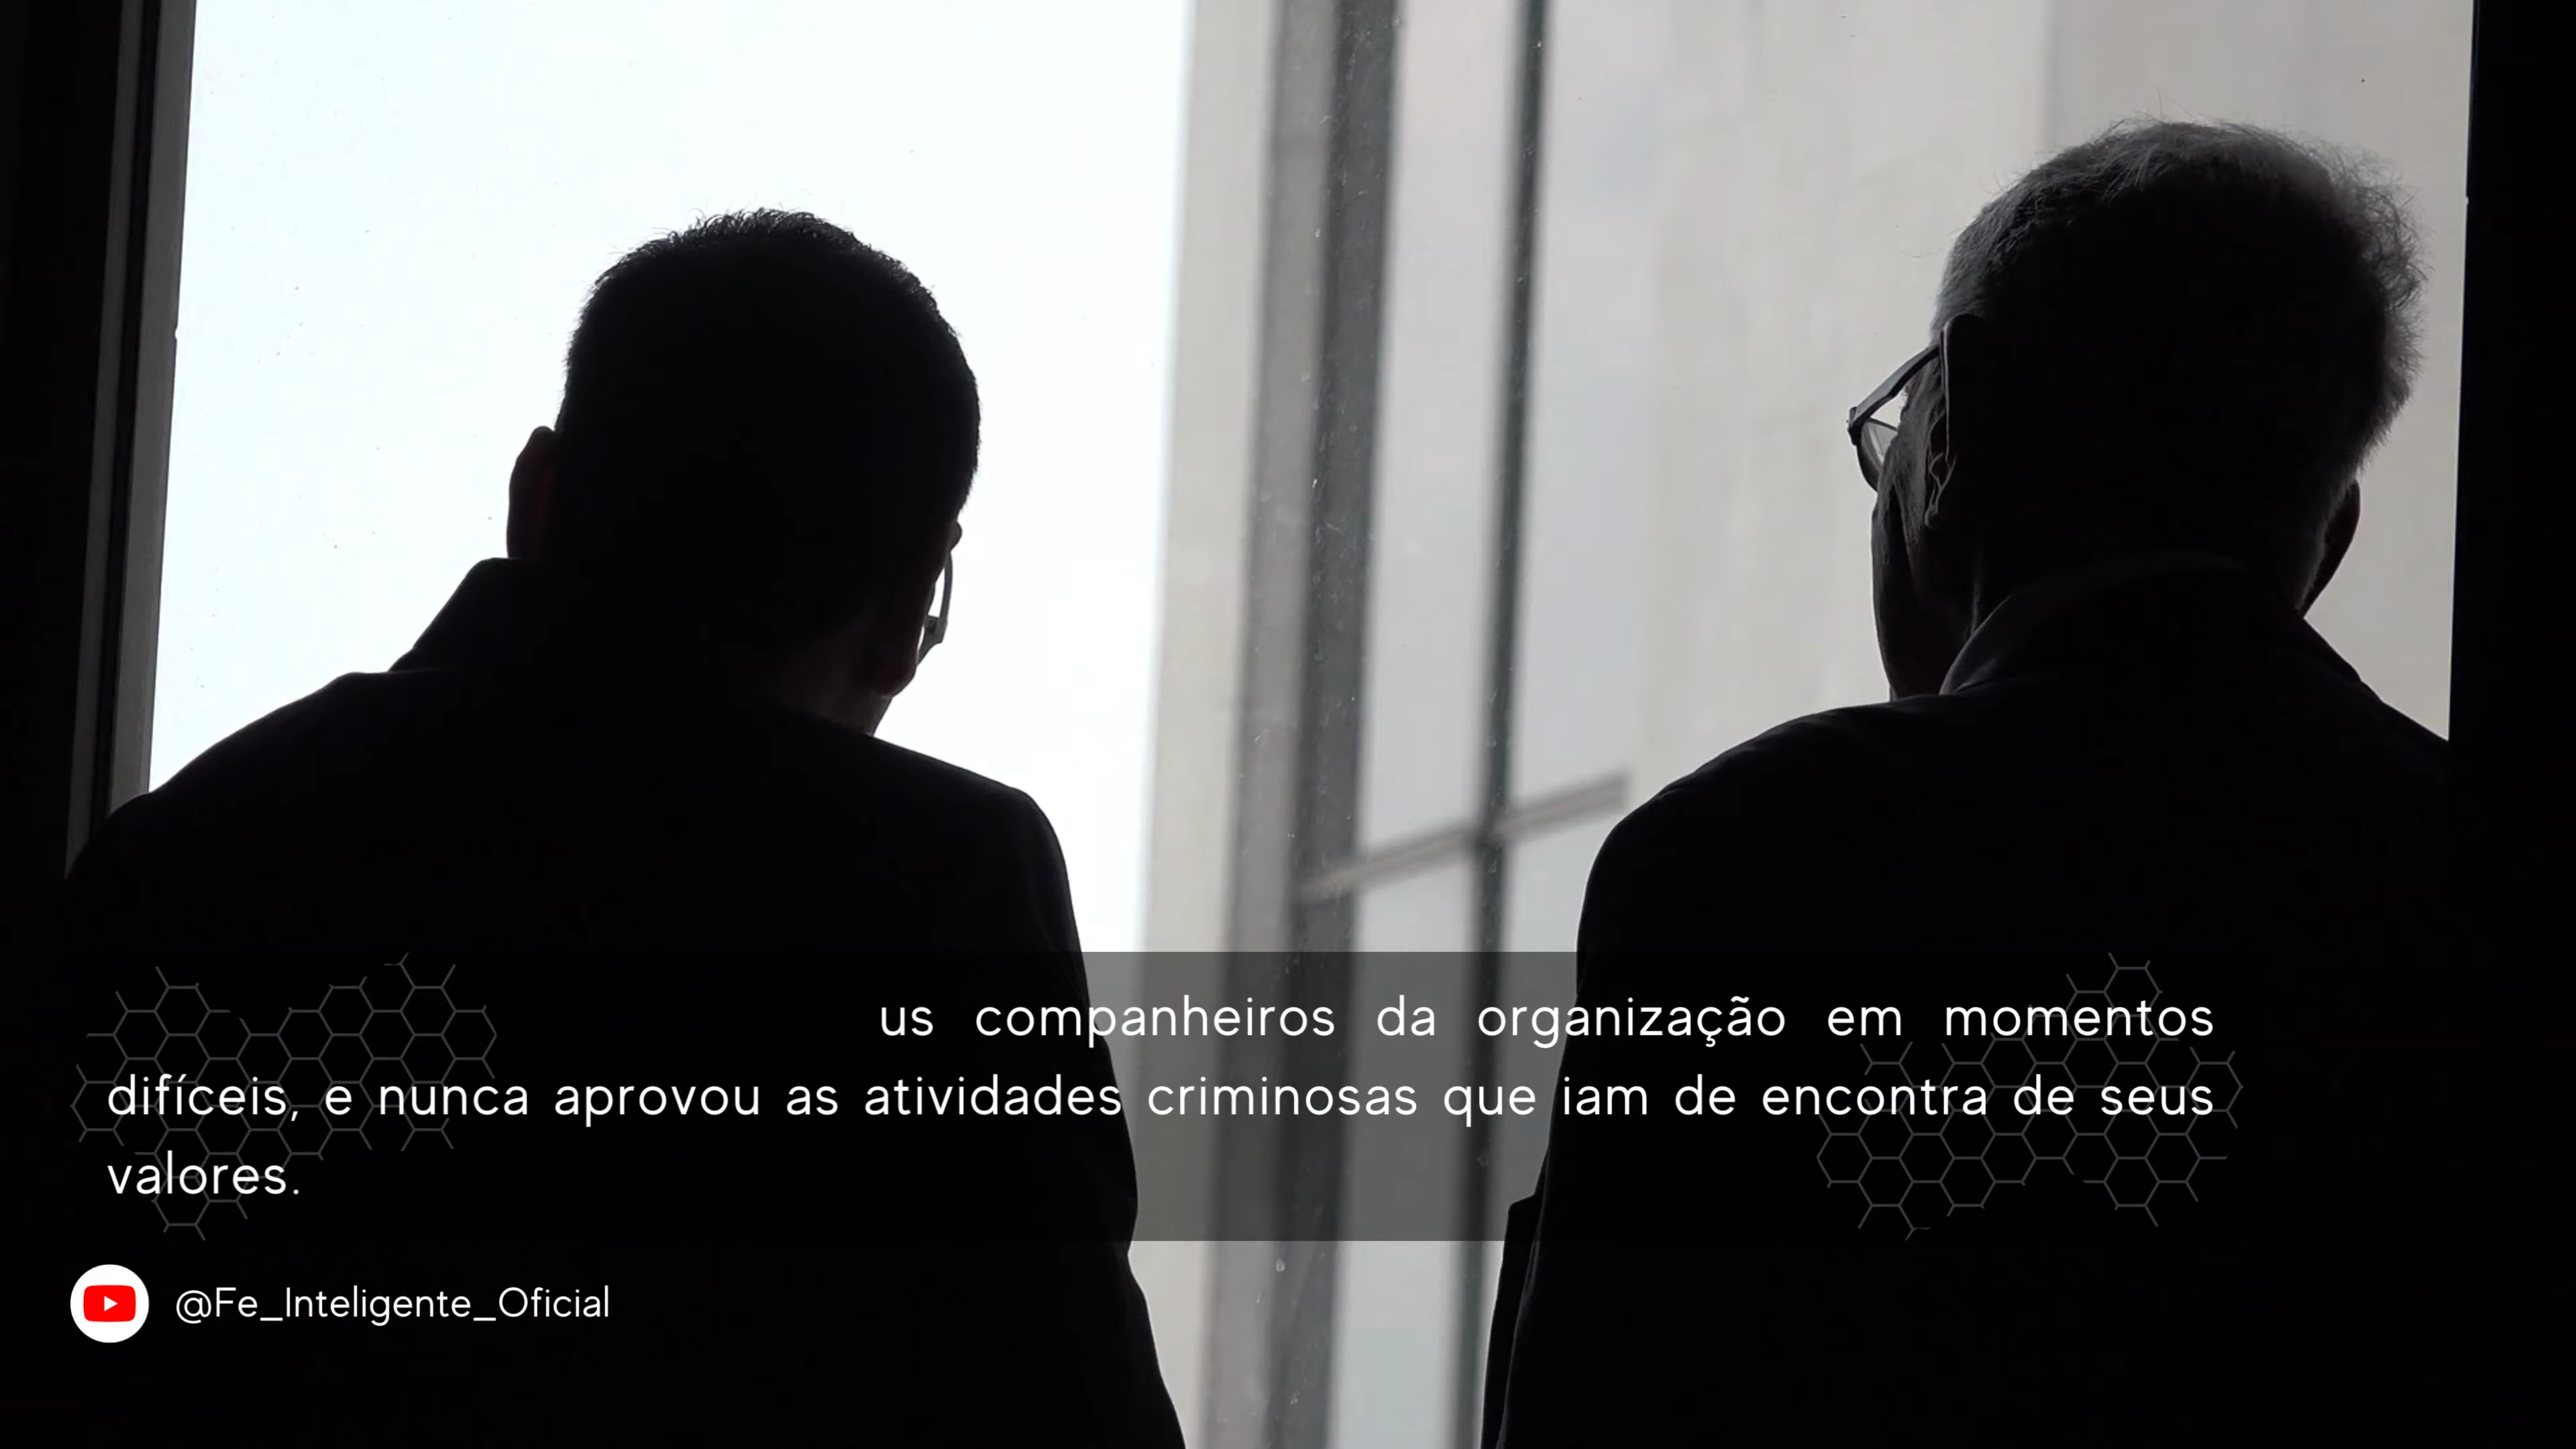 us companheiros da organização em momentos
difíceis, e nunca aprovou as atividades criminosas que iam de encontra de seus
valores.
@Fe_Inteligente_Oficial